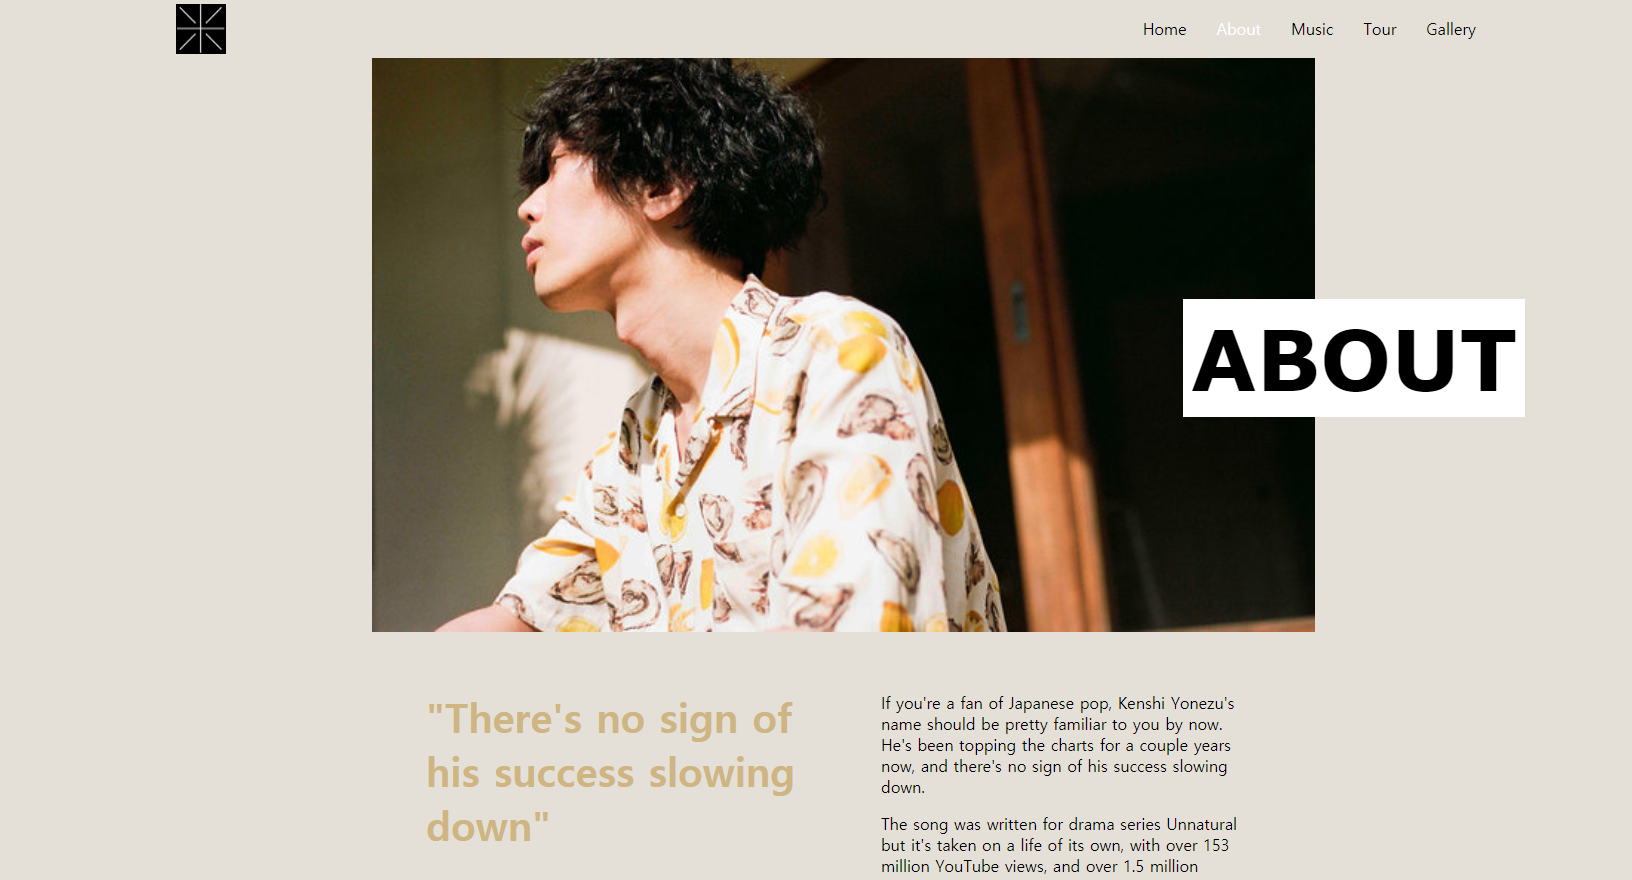 Home About Music Tour Gallery
ABOUT
"There's no sign of
his success slowing
down"
If you're a fan of Japanese pop, Kenshi Yonezu's
name should be pretty familiar to you by now.
He's been topping the charts for a couple years
now, and there's no sign of his success slowing
down.
The song was written for drama series Unnatural
but it's taken on a life of its own, with over 153
million YouTube views, and over 1.5 million